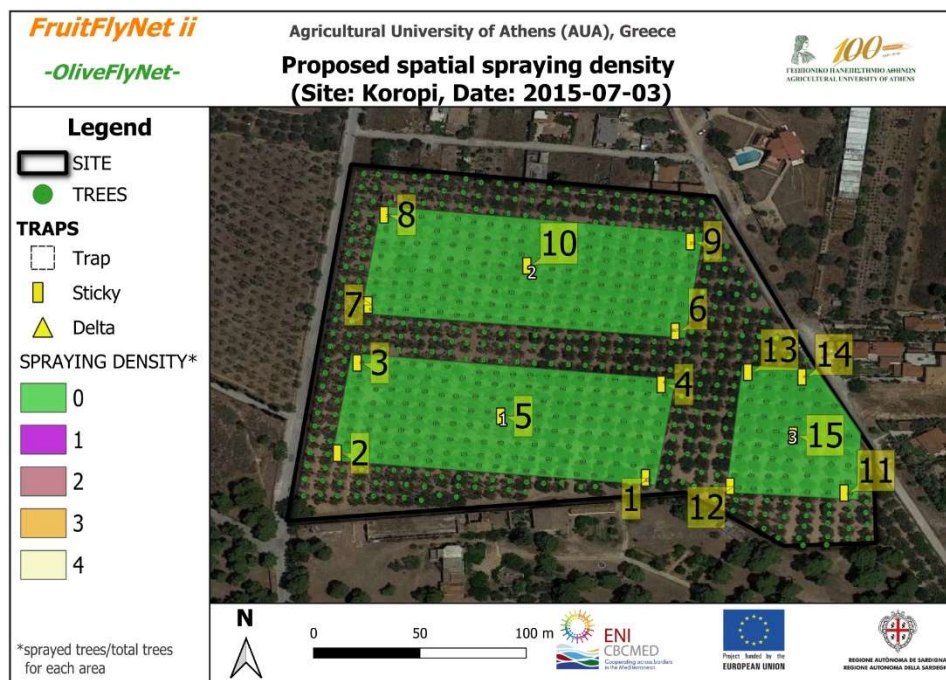 FruitFlyNet ii
-OliveFlyNet-
Agricultural University of Athens (AUA), Greece
Proposed spatial spraying density
(Site: Koropi, Date: 2015-07-03)
100
ΓΕΩΠΟΝΙΚΟ ΠΑΝΕΠΙΣΤΗΜΙΟ ΑΘΗΝΩΝ
AGRICULTURAL UNIVERSITY OF ATHENS
Legend
SITE
TREES
TRAPS
Trap
Sticky
Delta
SPRAYING DENSITY*
0
1
2
3
4
*sprayed trees/total trees
for each area
8
10
2
9
7
6
3
4
13
14
5
1
3
15
2
1
12
11
N
0
50
100 m
ENI
CBCMED
Cooperating across borders
in the Mediterranean
Project funded by the
EUROPEAN UNION
REGIONE AUTÒNOMA DE SARDIGNA
REGIONE AUTONOMA DELLA SARDEGNA